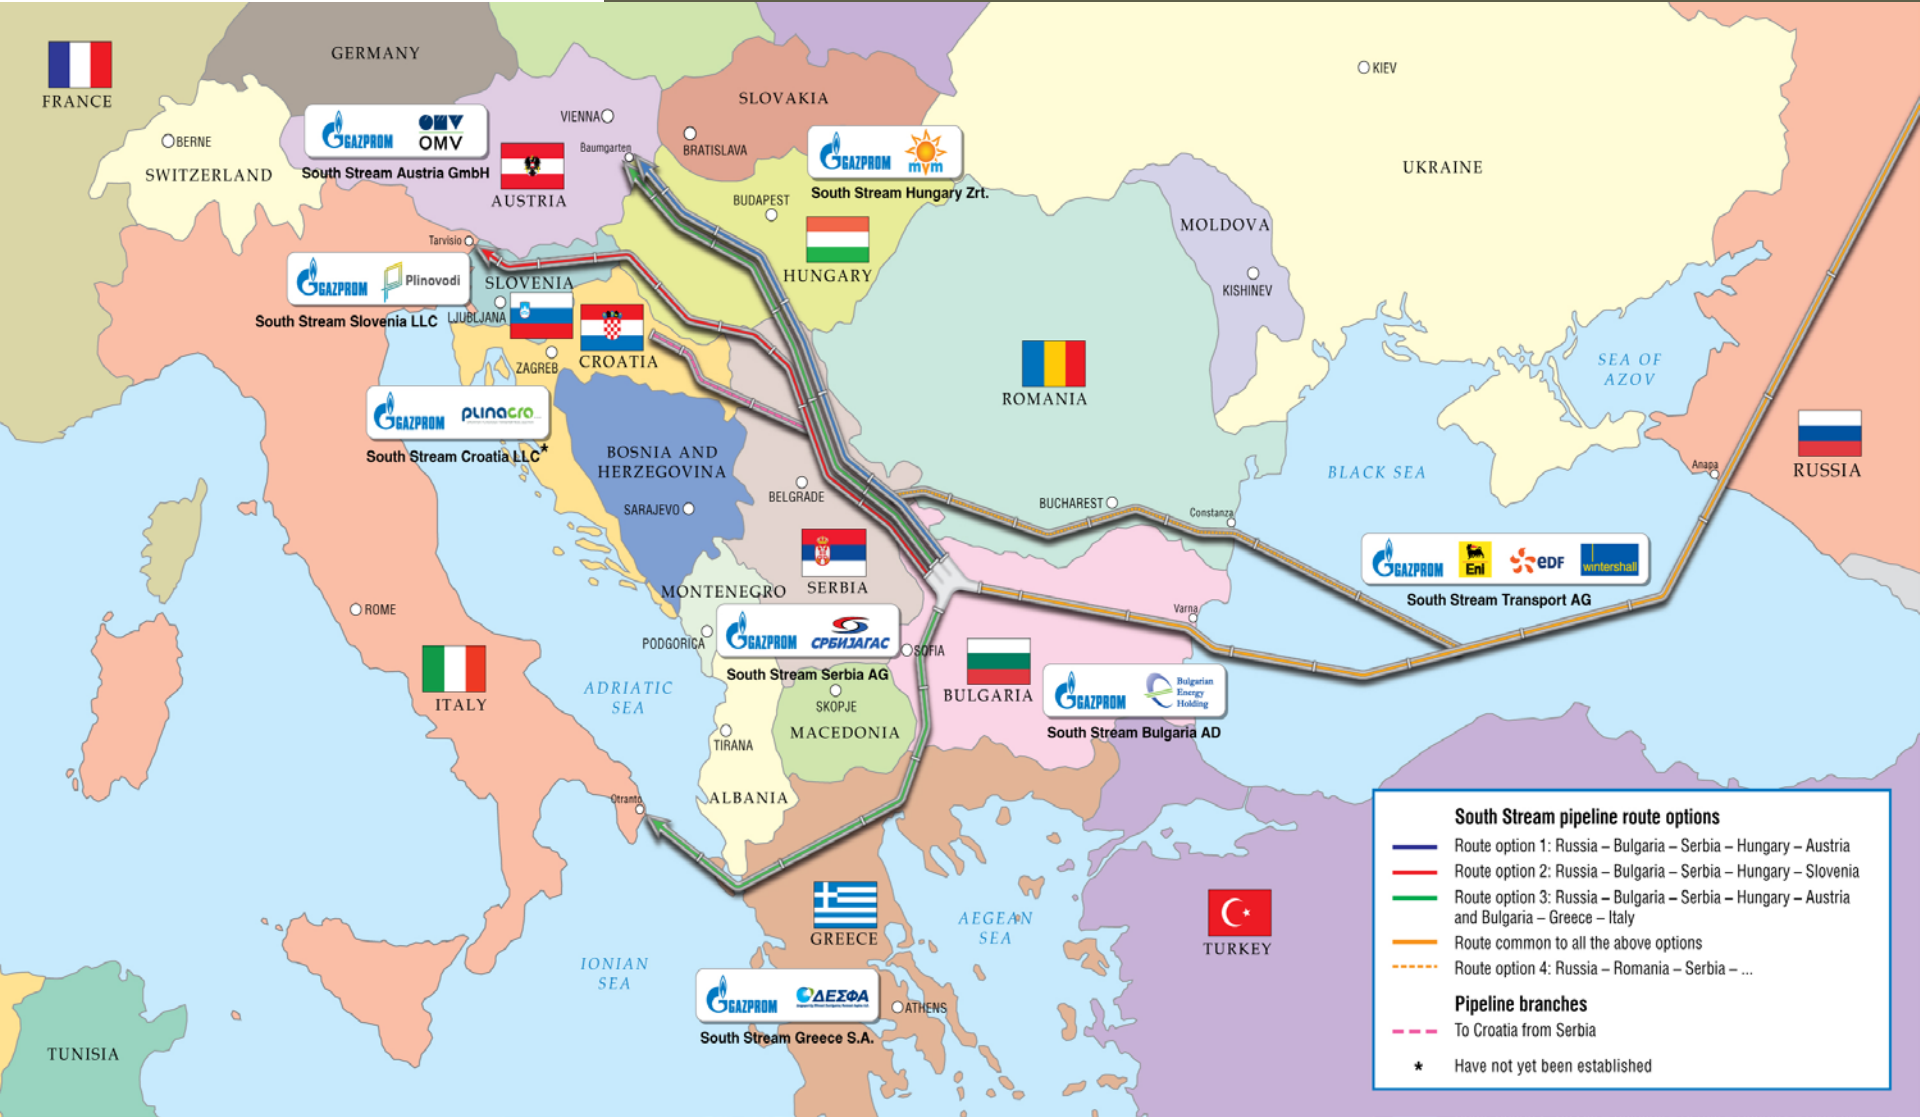 FRANCE
GERMANY
BERNE
SWITZERLAND
GAZPROM
OMV
OMV
South Stream Austria GmbH
VIENNA
Baumgarten
AUSTRIA
SLOVAKIA
BRATISLAVA
GAZPROM
mvm
South Stream Hungary Zrt.
BUDAPEST
HUNGARY
KIEV
UKRAINE
MOLDOVA
KISHINEV
Tarvisio
GAZPROM
Plinovodi
South Stream Slovenia LLC
SLOVENIA
LJUBLJANA
ZAGREB
CROATIA
GAZPROM
PLINACRO
South Stream Croatia LLC*
ROMANIA
BUCHAREST
Constanza
SEA OF
AZOV
BLACK SEA
Anapa
RUSSIA
BOSNIA AND
HERZEGOVINA
SARAJEVO
BELGRADE
SERBIA
MONTENEGRO
PODGORICA
GAZPROM
СРБИЈАГАС
South Stream Serbia AG
SOFIA
SKOPJE
MACEDONIA
BULGARIA
Varna
GAZPROM
Bulgarian
Energy
Holding
South Stream Bulgaria AD
GAZPROM
Eni
eDF
wintershall
South Stream Transport AG
ROME
ITALY
ADRIATIC
SEA
TIRANA
ALBANIA
Otranto
GREECE
IONIAN
SEA
AEGEAN
SEA
GAZPROM
ΔΕΣΦΑ
South Stream Greece S.A.
ATHENS
TURKEY
TUNISIA
South Stream pipeline route options
Route option 1: Russia – Bulgaria – Serbia – Hungary – Austria
Route option 2: Russia – Bulgaria – Serbia – Hungary – Slovenia
Route option 3: Russia – Bulgaria – Serbia – Hungary – Austria
and Bulgaria – Greece – Italy
Route common to all the above options
Route option 4: Russia – Romania – Serbia – ...
Pipeline branches
To Croatia from Serbia
* Have not yet been established